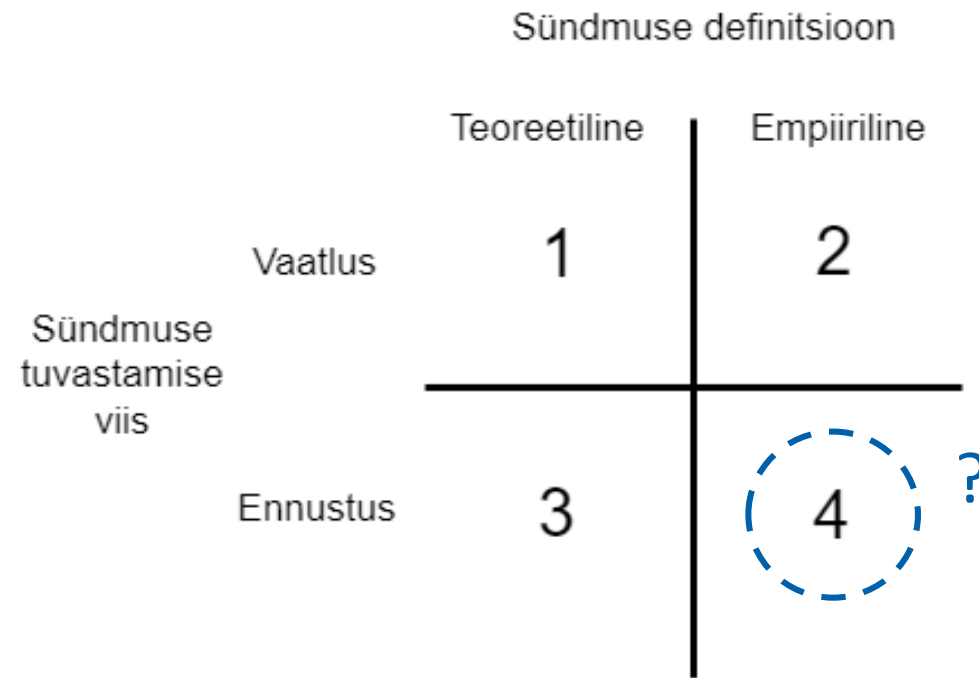 Sündmuse definitsioon
Teoreetiline
Empiiriline
Vaatlus
1
2
Sündmuse
tuvastamise
viis
Ennustus
3
4
?